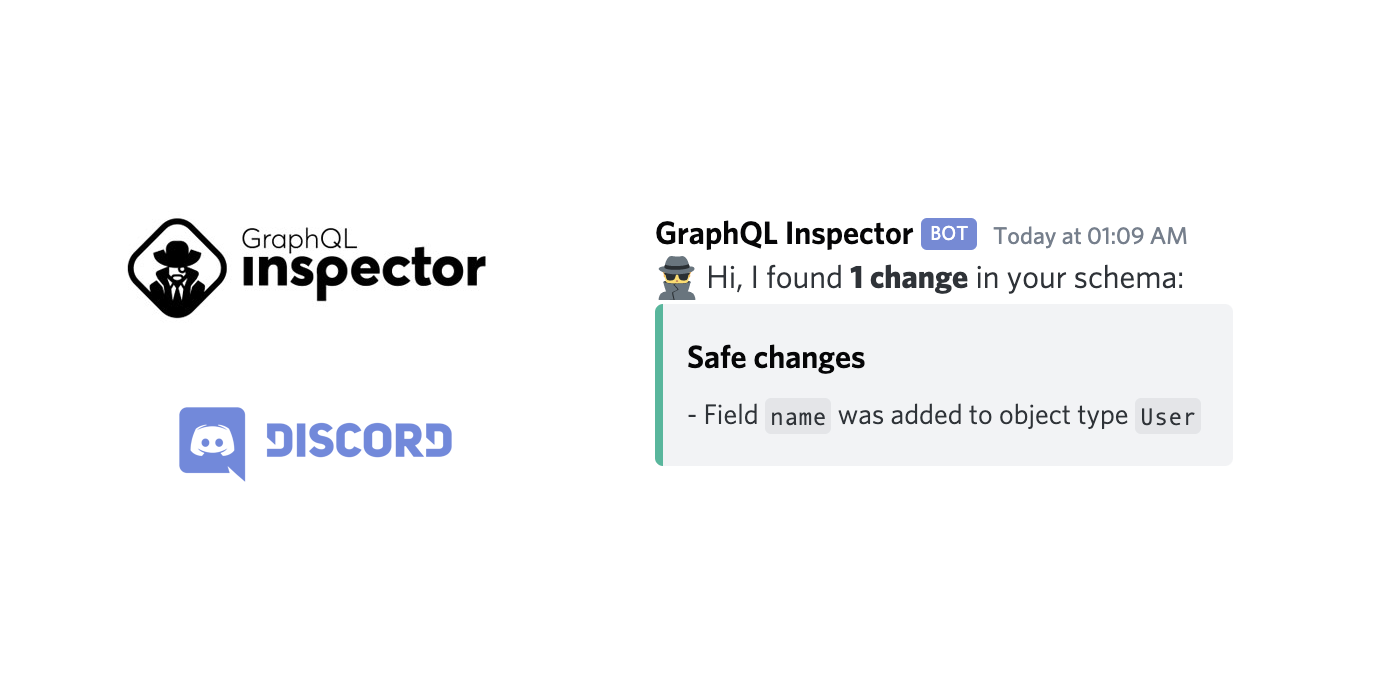 GraphQL
inspector
DISCORD
GraphQL Inspector BOT Today at 01:09 AM
Hi, I found 1 change in your schema:
Safe changes
- Field name was added to object type User